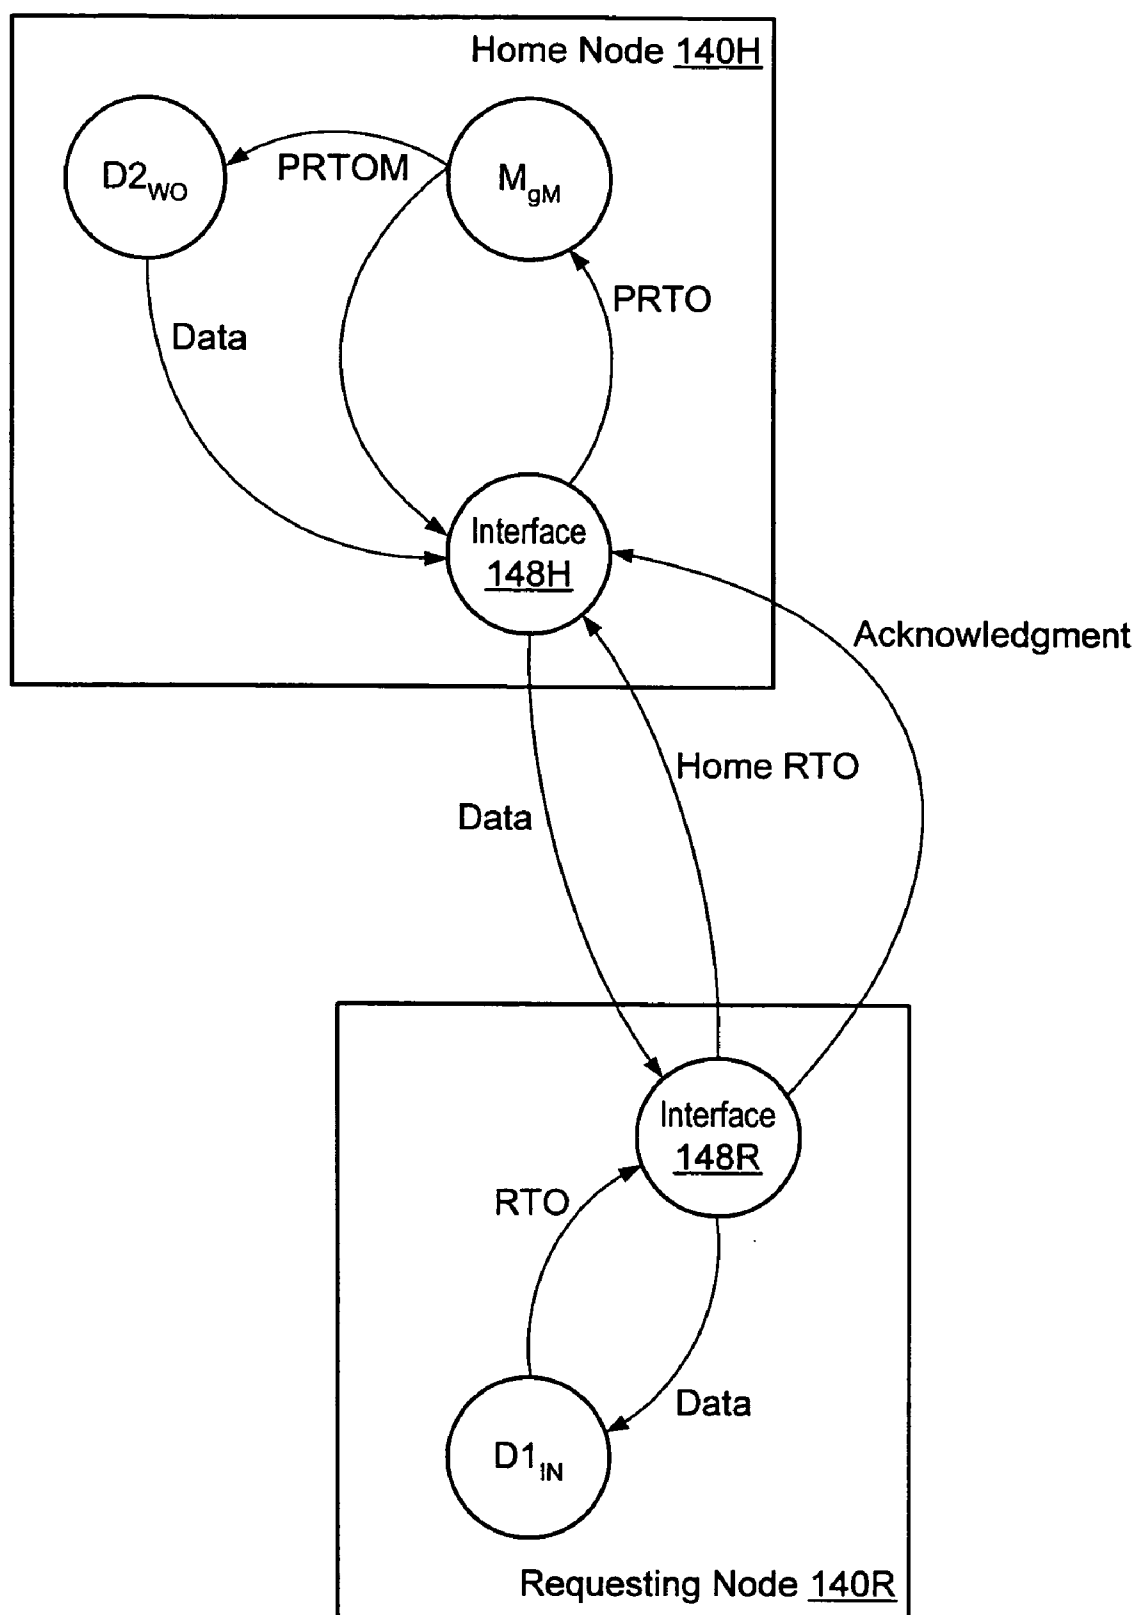 Home Node 140H
D2WO
PRTOM
MgM
PRTO
Data
Interface
148H
Acknowledgment
Home RTO
Data
Interface
148R
RTO
Data
D1IN
Requesting Node 140R